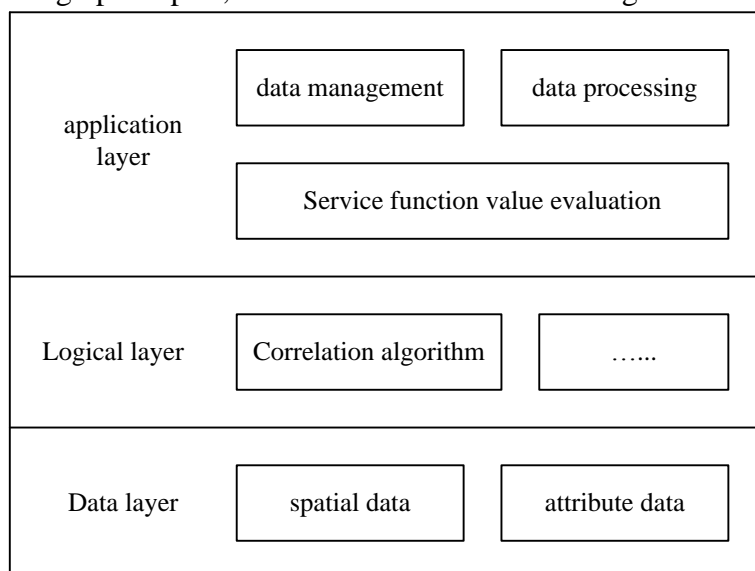 data management
data processing
application
layer
Service function value evaluation
Logical layer
Correlation algorithm
…...
Data layer
spatial data
attribute data